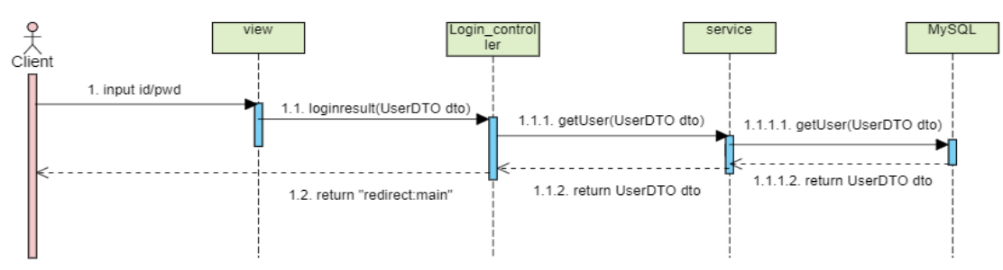 view
Login_control
ler
service
MySQL
Client
1. input id/pwd
1.1. loginresult(UserDTO dto)
1.1.1. getUser(UserDTO dto)
1.1.1.1. getUser(UserDTO dto)
1.2. return "redirect:main"
1.1.2. return UserDTO dto
1.1.1.2. return UserDTO dto